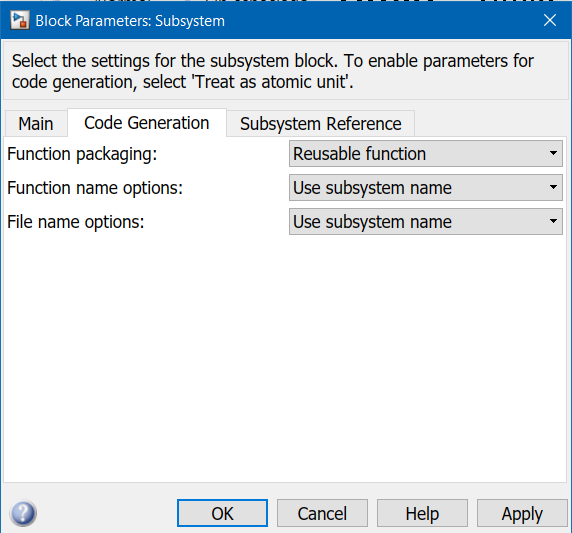 Block Parameters: Subsystem
Select the settings for the subsystem block. To enable parameters for
code generation, select 'Treat as atomic unit'.
Main Code Generation Subsystem Reference
Function packaging: Reusable function
Function name options: Use subsystem name
File name options: Use subsystem name
? OK Cancel Help Apply